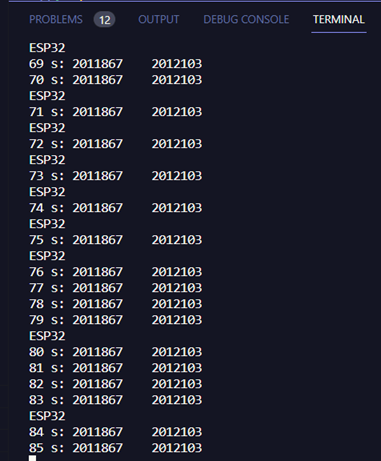 PROBLEMS 12 OUTPUT DEBUG CONSOLE TERMINAL
ESP32
69 s: 2011867 2012103
70 s: 2011867 2012103
ESP32
71 s: 2011867 2012103
ESP32
72 s: 2011867 2012103
ESP32
73 s: 2011867 2012103
ESP32
74 s: 2011867 2012103
ESP32
75 s: 2011867 2012103
ESP32
76 s: 2011867 2012103
77 s: 2011867 2012103
78 s: 2011867 2012103
79 s: 2011867 2012103
ESP32
80 s: 2011867 2012103
81 s: 2011867 2012103
82 s: 2011867 2012103
83 s: 2011867 2012103
ESP32
84 s: 2011867 2012103
85 s: 2011867 2012103